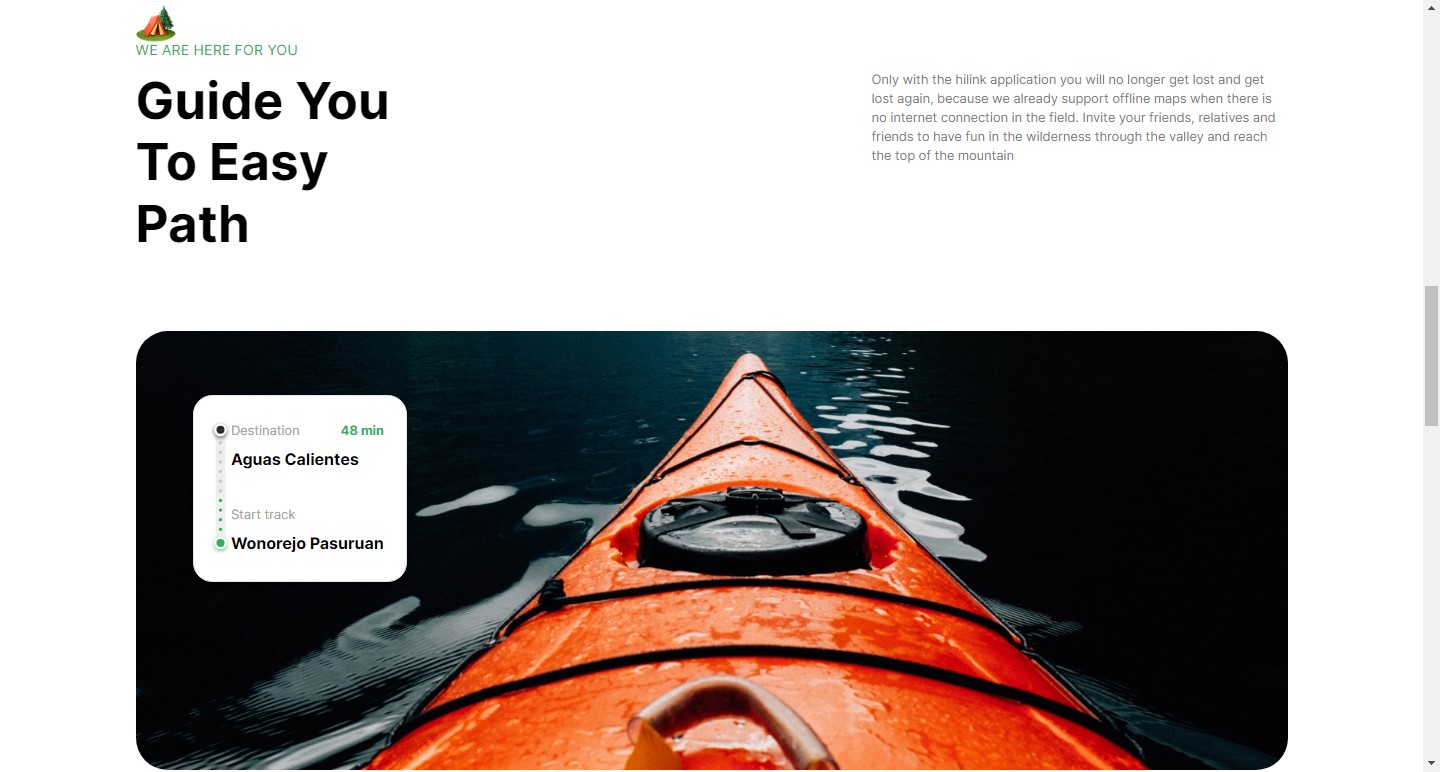 WE ARE HERE FOR YOU
Guide You
To Easy
Path
Only with the hilink application you will no longer get lost and get
lost again, because we already support offline maps when there is
no internet connection in the field. Invite your friends, relatives and
friends to have fun in the wilderness through the valley and reach
the top of the mountain
Destination 48 min
Aguas Calientes
Start track
Wonorejo Pasuruan